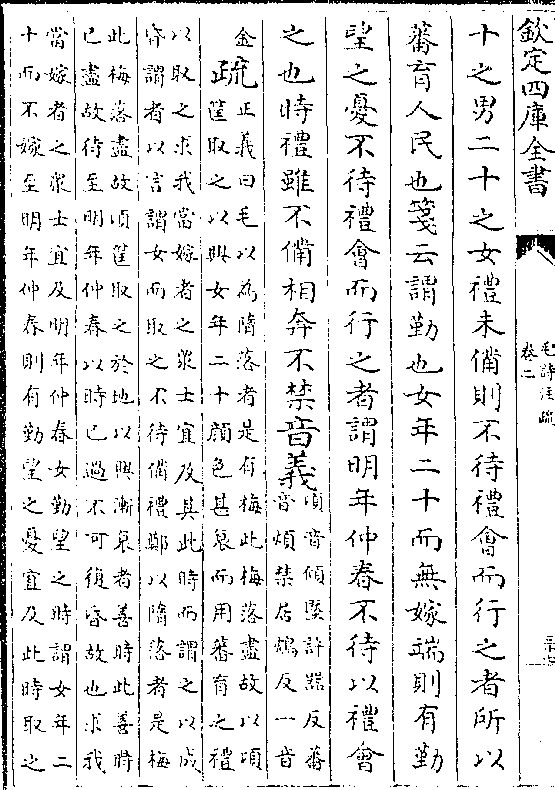 欽定四庫全書
毛詩注疏
卷二
十之男二十之女禮未備則不待禮會而行之者所以
蕃育人民也箋云謂勤也女年二十而無嫁端則有勤
望之憂不待禮會而行之者謂明年仲春不待以禮會
之也時禮雖不備相奔不禁音義
頃音傾墍許器反蕃
音煩禁居鴆反一音
金
疏
正義曰毛以為隋落者是有梅此梅落盡故以頃
筐取之以興女年二十顏色甚衰而用蕃育之禮
以取之求我當嫁者之衆士宜及其此時而謂之以成
昏謂者以言謂女而取之不待備禮鄭以隋落者是梅
此梅落盡故頃筐取之於地以興漸衰者善時此善時
已盡故待至明年仲春以時已過不可復昏故也求我
當嫁者之衆士宜及明年仲春女勤望之時謂女年二
十而不嫁至明年仲春則有勤望之憂宜及此時取之